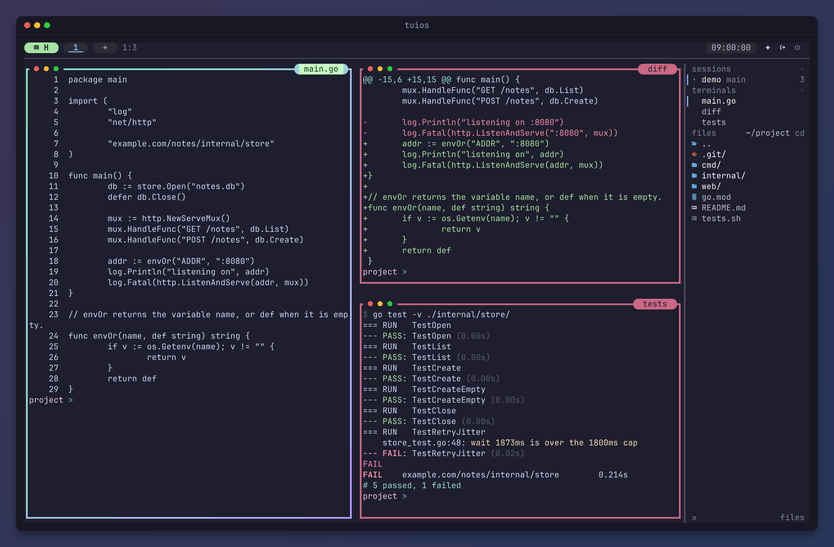 tuios
H 1 + 1:3 09:00:00
main.go
1 package main
2
3 import (
4 "log"
5 "net/http"
6
7 "example.com/notes/internal/store"
8 )
9
10 func main() {
11 db := store.Open("notes.db")
12 defer db.Close()
13
14 mux := http.NewServeMux()
15 mux.HandleFunc("GET /notes", db.List)
16 mux.HandleFunc("POST /notes", db.Create)
17
18 addr := envOr("ADDR", ":8080")
19 log.Println("listening on", addr)
20 log.Fatal(http.ListenAndServe(addr, mux))
21 }
22
23 // envOr returns the variable name, or def when it is emp
ty.
24 func envOr(name, def string) string {
25 if v := os.Getenv(name); v != "" {
26 return v
27 }
28 return def
29 }
project >
diff
@@ -15,6 +15,15 @@ func main() {
mux.HandleFunc("GET /notes", db.List)
mux.HandleFunc("POST /notes", db.Create)
- log.Println("listening on :8080")
- log.Fatal(http.ListenAndServe(":8080", mux))
+ addr := envOr("ADDR", ":8080")
+ log.Println("listening on", addr)
+ log.Fatal(http.ListenAndServe(addr, mux))
+}
+
+// envOr returns the variable name, or def when it is empty.
+func envOr(name, def string) string {
+ if v := os.Getenv(name); v != "" {
+ return v
+ }
+ return def
}
project >
tests
$ go test -v ./internal/store/
=== RUN TestOpen
--- PASS: TestOpen (0.00s)
=== RUN TestList
--- PASS: TestList (0.00s)
=== RUN TestCreate
--- PASS: TestCreate (0.00s)
=== RUN TestCreateEmpty
--- PASS: TestCreateEmpty (0.00s)
=== RUN TestClose
--- PASS: TestClose (0.00s)
=== RUN TestRetryJitter
store_test.go:48: wait 1873ms is over the 1800ms cap
--- FAIL: TestRetryJitter (0.02s)
FAIL
FAIL example.com/notes/internal/store 0.214s
# 5 passed, 1 failed
project >
sessions
· demo main 3
terminals
main.go
diff
tests
files ~/project cd
..
.git/
cmd/
internal/
web/
go.mod
README.md
tests.sh
» files